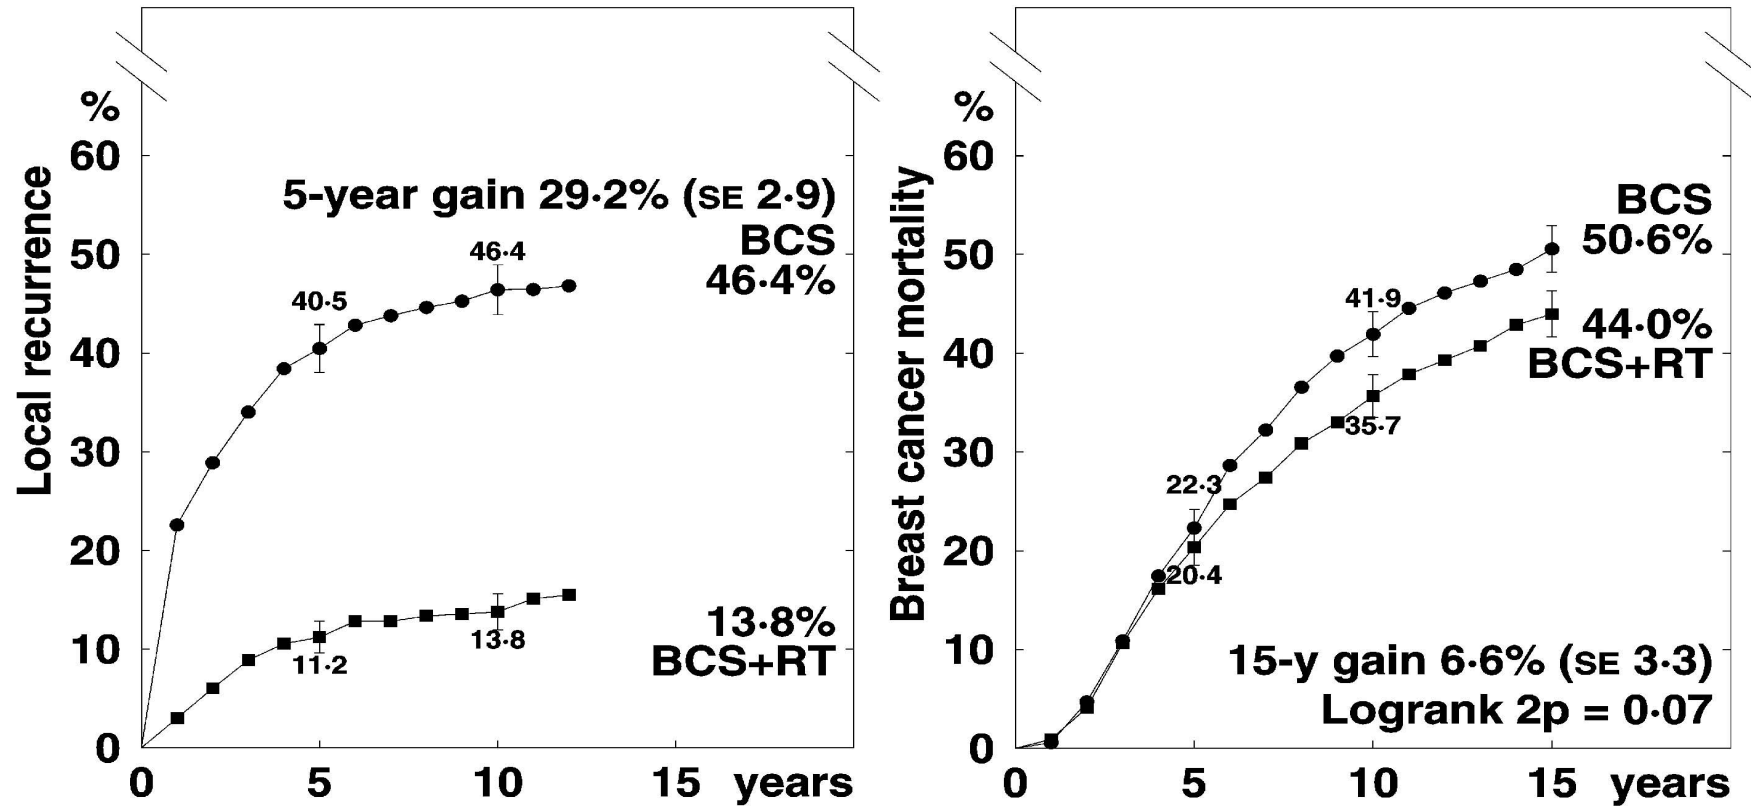 Local recurrence
%
60
50
40
30
20
10
0
5-year gain 29·2% (SE 2·9)
BCS
46·4%
46·4
40·5
11·2
13·8
13·8%
BCS+RT
0 5 10 15 years
Breast cancer mortality
%
60
50
40
30
20
10
0
BCS
50·6%
41·9
44·0%
BCS+RT
35·7
22·3
20·4
15-y gain 6·6% (SE 3·3)
Logrank 2p = 0·07
0 5 10 15 years